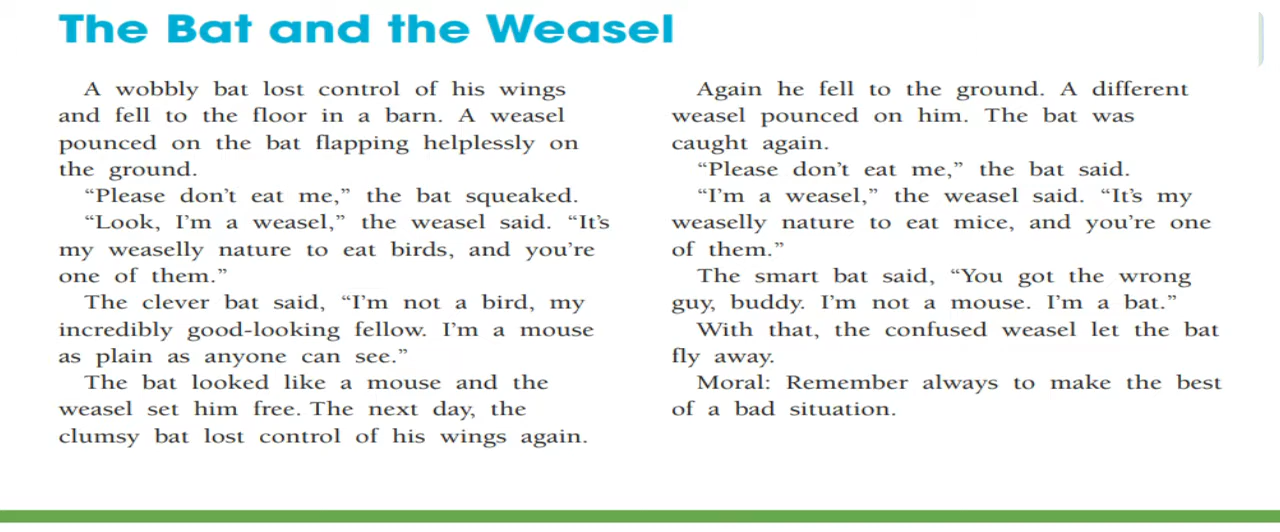 The Bat and the Weasel
A wobbly bat lost control of his wings
and fell to the floor in a barn. A weasel
pounced on the bat flapping helplessly on
the ground.
“Please don’t eat me,” the bat squeaked.
“Look, I’m a weasel,” the weasel said. “It’s
my weaselly nature to eat birds, and you’re
one of them.”
The clever bat said, “I’m not a bird, my
incredibly good-looking fellow. I’m a mouse
as plain as anyone can see.”
The bat looked like a mouse and the
weasel set him free. The next day, the
clumsy bat lost control of his wings again.
Again he fell to the ground. A different
weasel pounced on him. The bat was
caught again.
“Please don’t eat me,” the bat said.
“I’m a weasel,” the weasel said. “It’s my
weaselly nature to eat mice, and you’re one
of them.”
The smart bat said, “You got the wrong
guy, buddy. I’m not a mouse. I’m a bat.”
With that, the confused weasel let the bat
fly away.
Moral: Remember always to make the best
of a bad situation.